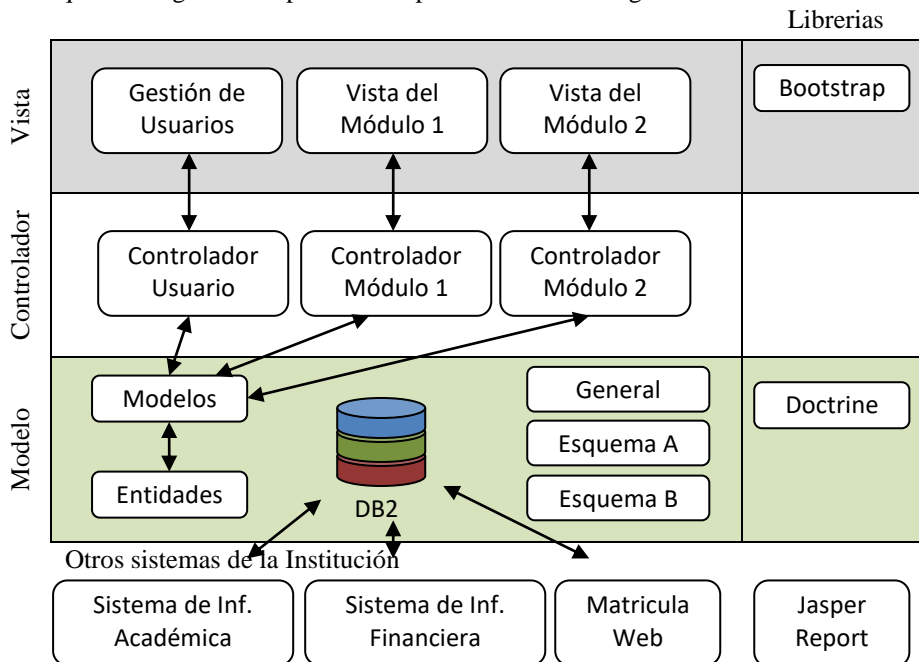 Librerias
Vista
Gestión de
Usuarios
Vista del
Módulo 1
Vista del
Módulo 2
Bootstrap
Controlador
Controlador
Usuario
Controlador
Módulo 1
Controlador
Módulo 2
Modelo
Modelos
Entidades
DB2
General
Esquema A
Esquema B
Doctrine
Otros sistemas de la Institución
Sistema de Inf.
Académica
Sistema de Inf.
Financiera
Matricula
Web
Jasper
Report